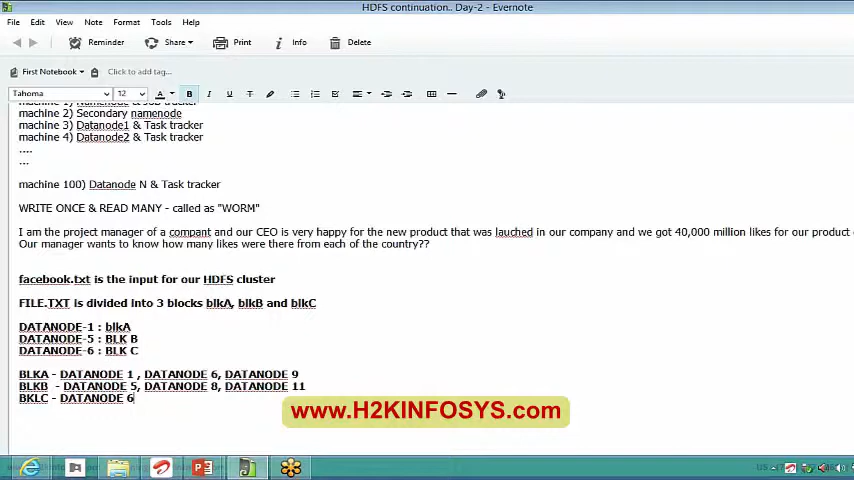 HDFS continuation.. Day-2 - Evernote
File Edit View Note Format Tools Help
Reminder Share Print Info Delete
First Notebook Click to add tag...
Tahoma 12 A B I U T
machine 1) Namenode & Job tracker
machine 2) Secondary namenode
machine 3) Datanode1 & Task tracker
machine 4) Datanode2 & Task tracker
....
...
machine 100) Datanode N & Task tracker
WRITE ONCE & READ MANY - called as "WORM"
I am the project manager of a compant and our CEO is very happy for the new product that was lauched in our company and we got 40,000 million likes for our product
Our manager wants to know how many likes were there from each of the country??
facebook.txt is the input for our HDFS cluster
FILE.TXT is divided into 3 blocks blkA, blkB and blkC
DATANODE-1 : blkA
DATANODE-5 : BLK B
DATANODE-6 : BLK C
BLKA - DATANODE 1 , DATANODE 6, DATANODE 9
BLKB - DATANODE 5, DATANODE 8, DATANODE 11
BKLC - DATANODE 6
www.H2KINFOSYS.com
US